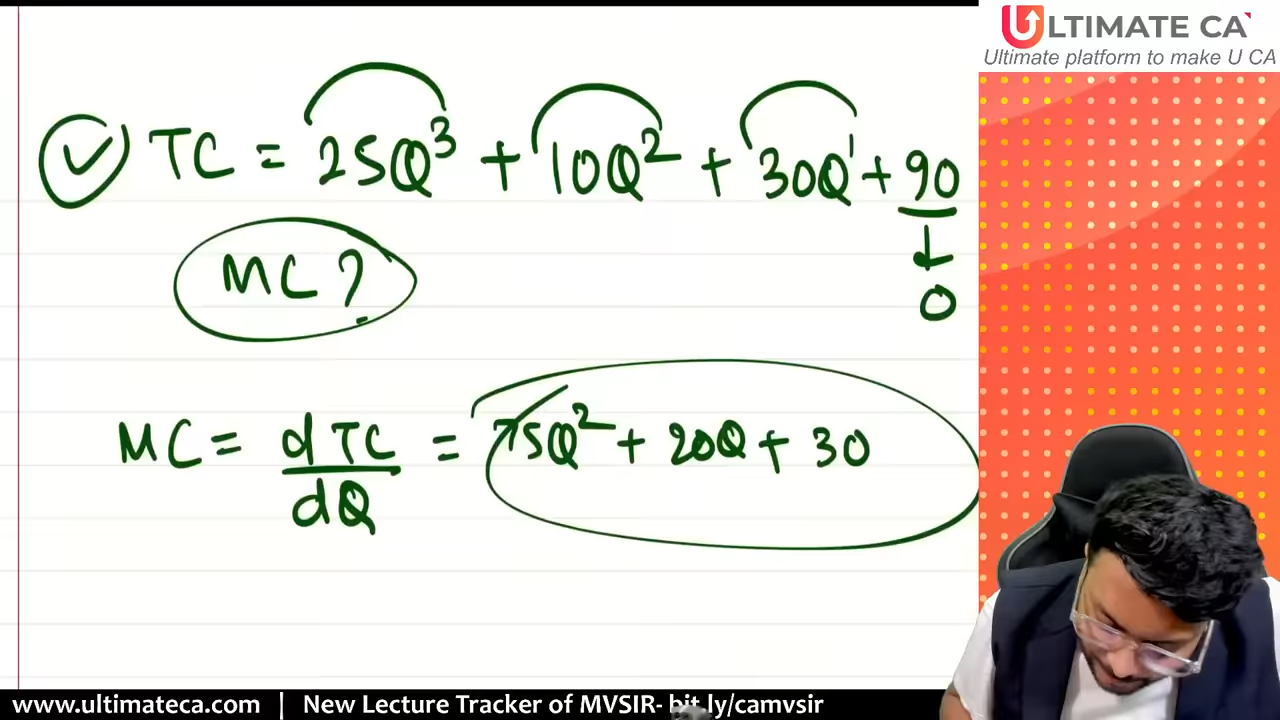 ULTIMATE CA
Ultimate platform to make U CA
TC = 25Q³ + 10Q² + 30Q¹ + 90
↓
0
MC ?
MC = dTC/dQ = 75Q² + 20Q + 30
www.ultimateca.com | New Lecture Tracker of MVSIR- bit.ly/camvsir